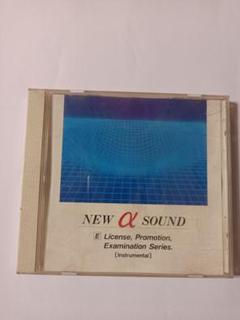 NEW α SOUND
E License, Promotion,
Examination Series.
[Instrumental]